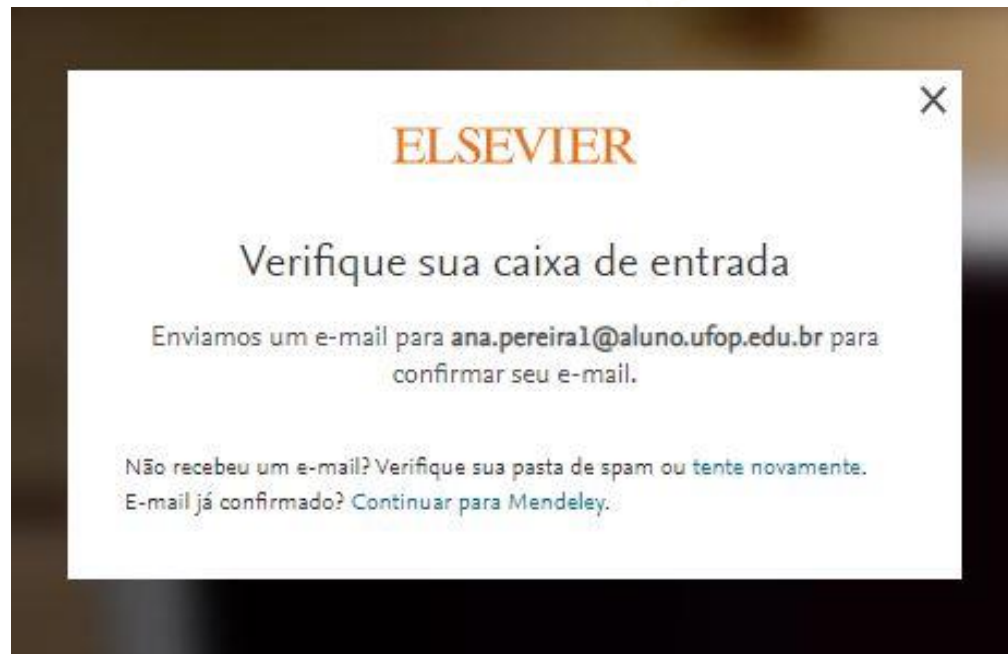 ELSEVIER
Verifique sua caixa de entrada
Enviamos um e-mail para ana.pereira1@aluno.ufop.edu.br para
confirmar seu e-mail.
Não recebeu um e-mail? Verifique sua pasta de spam ou tente novamente.
E-mail já confirmado? Continuar para Mendeley.